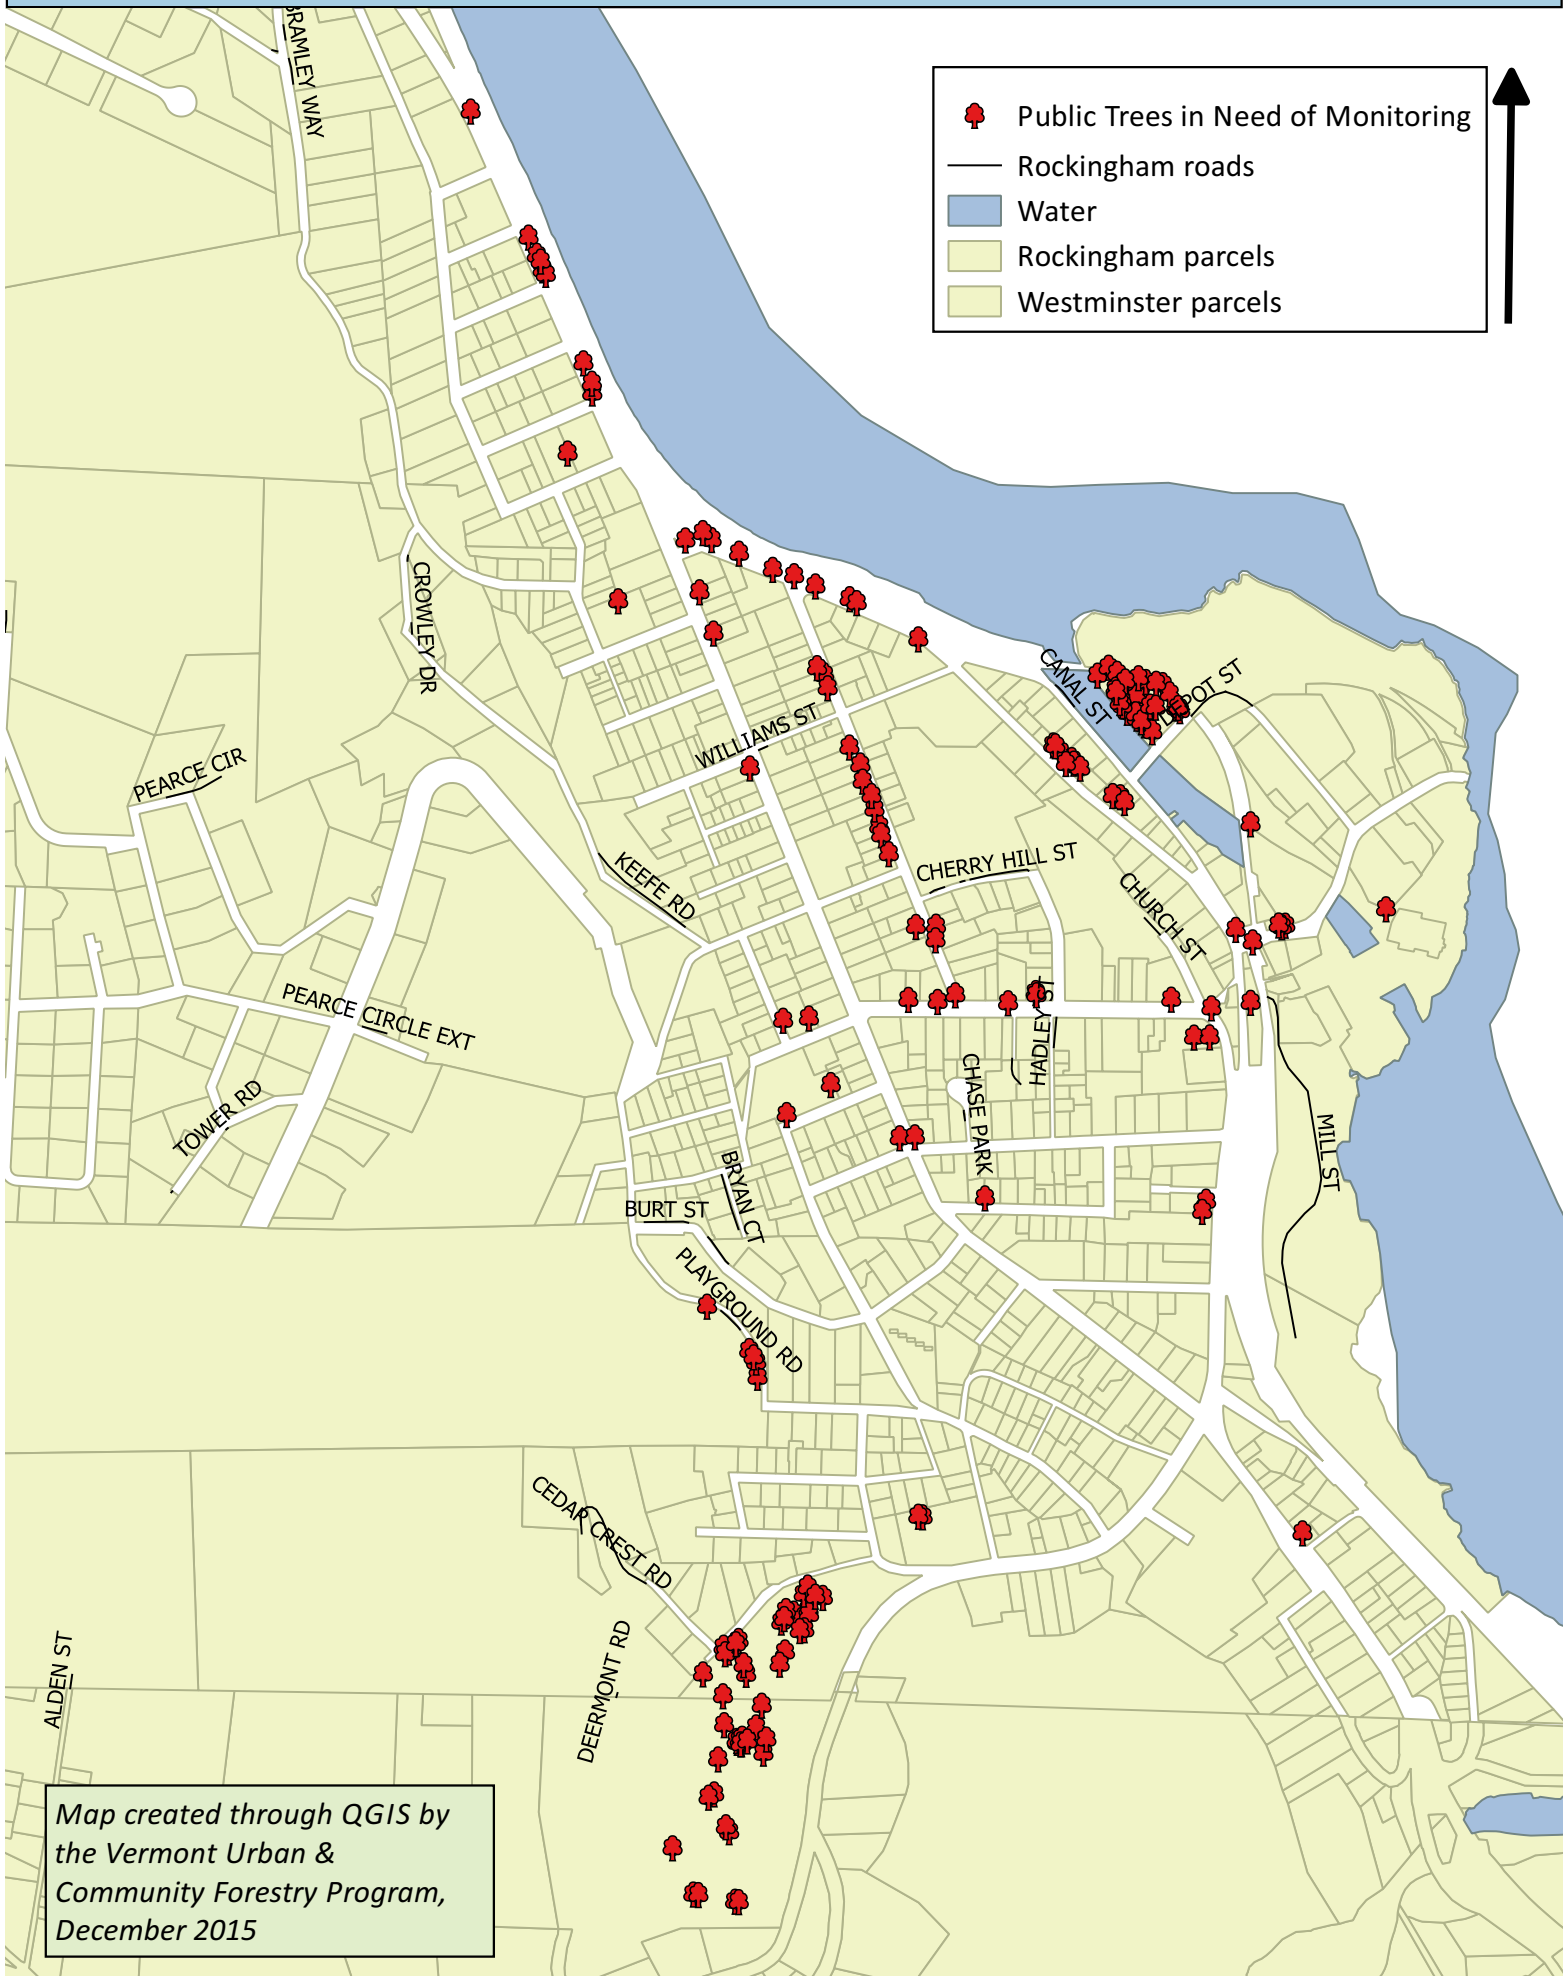 BRAMLEY WAY
Public Trees in Need of Monitoring
Rockingham roads
Water
Rockingham parcels
Westminster parcels
CROWLEY DR
CANAL ST
DEPOT ST
WILLIAMS ST
PEARCE CIR
KEEFE RD
CHERRY HILL ST
CHURCH ST
PEARCE CIRCLE EXT
HADLEY ST
CHASE PARK
TOWER RD
MILL ST
BRYAN CT
BURT ST
PLAYGROUND RD
CEDAR CREST RD
DEERMONT RD
ALDEN ST
Map created through QGIS by
the Vermont Urban &
Community Forestry Program,
December 2015